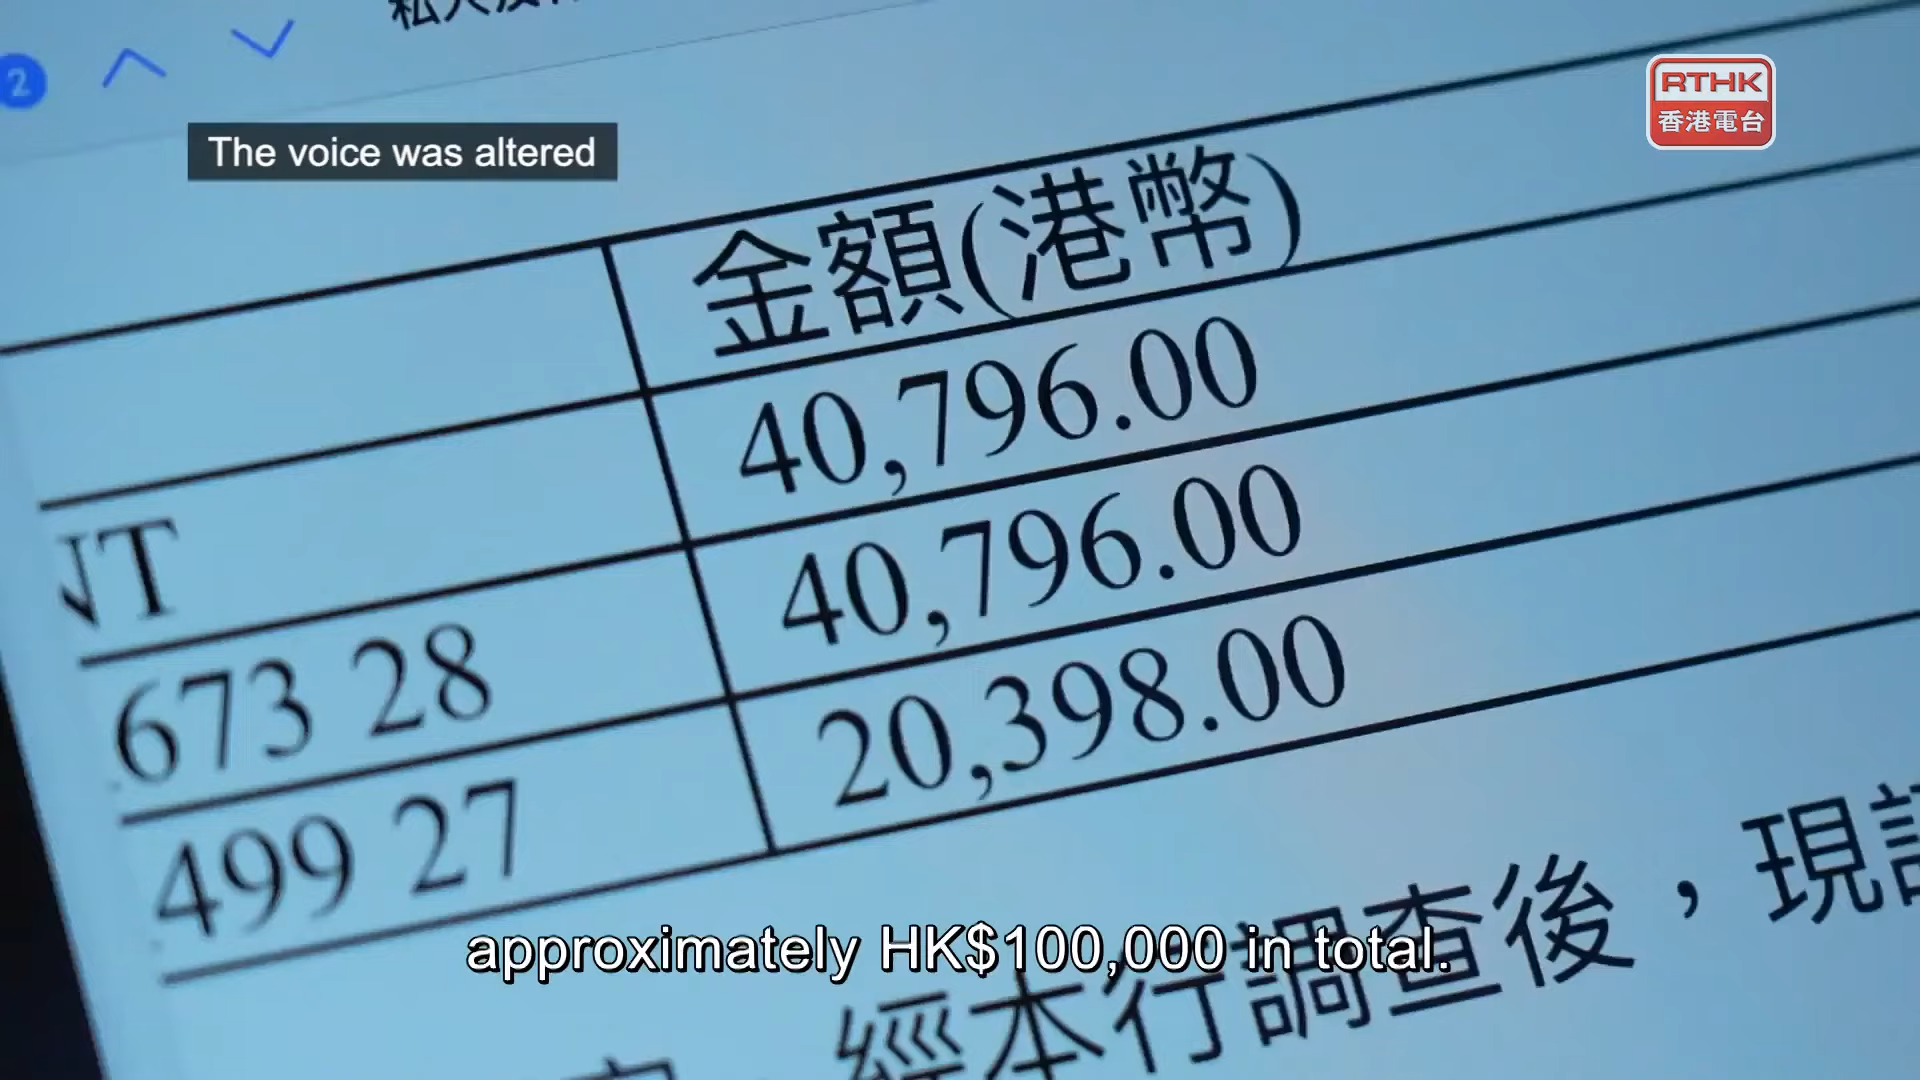 2
RTHK
香港電台
The voice was altered
金額(港幣)
40,796.00
NT 40,796.00
673 28 20,398.00
499 27
經本行調查後，現
approximately HK$100,000 in total.